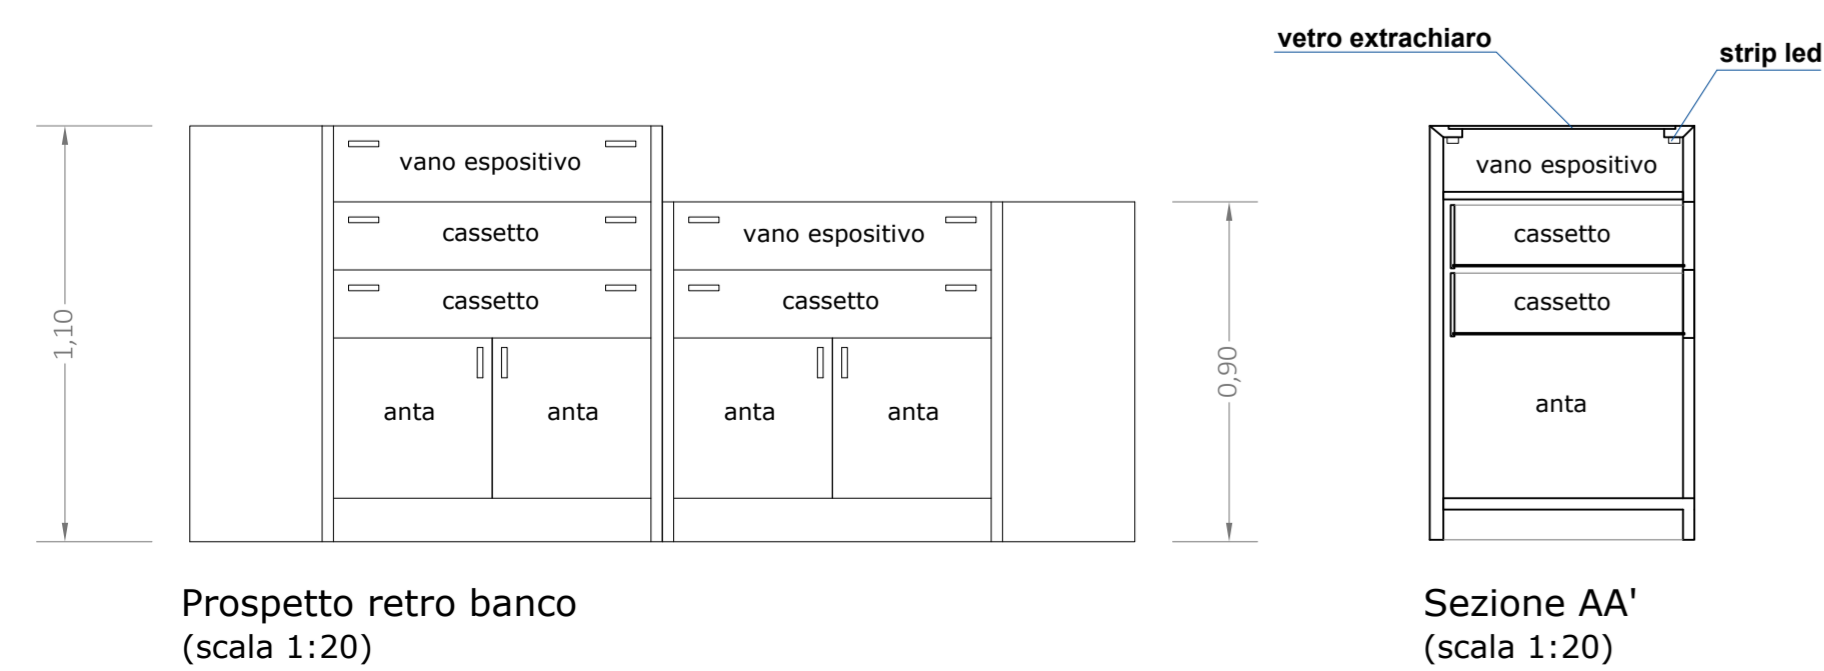 vetro extrachiaro
strip led
1,10
vano espositivo
cassetto
cassetto
anta
anta
vano espositivo
cassetto
anta
anta
0,90
vano espositivo
cassetto
cassetto
anta
Prospetto retro banco
(scala 1:20)
Sezione AA'
(scala 1:20)